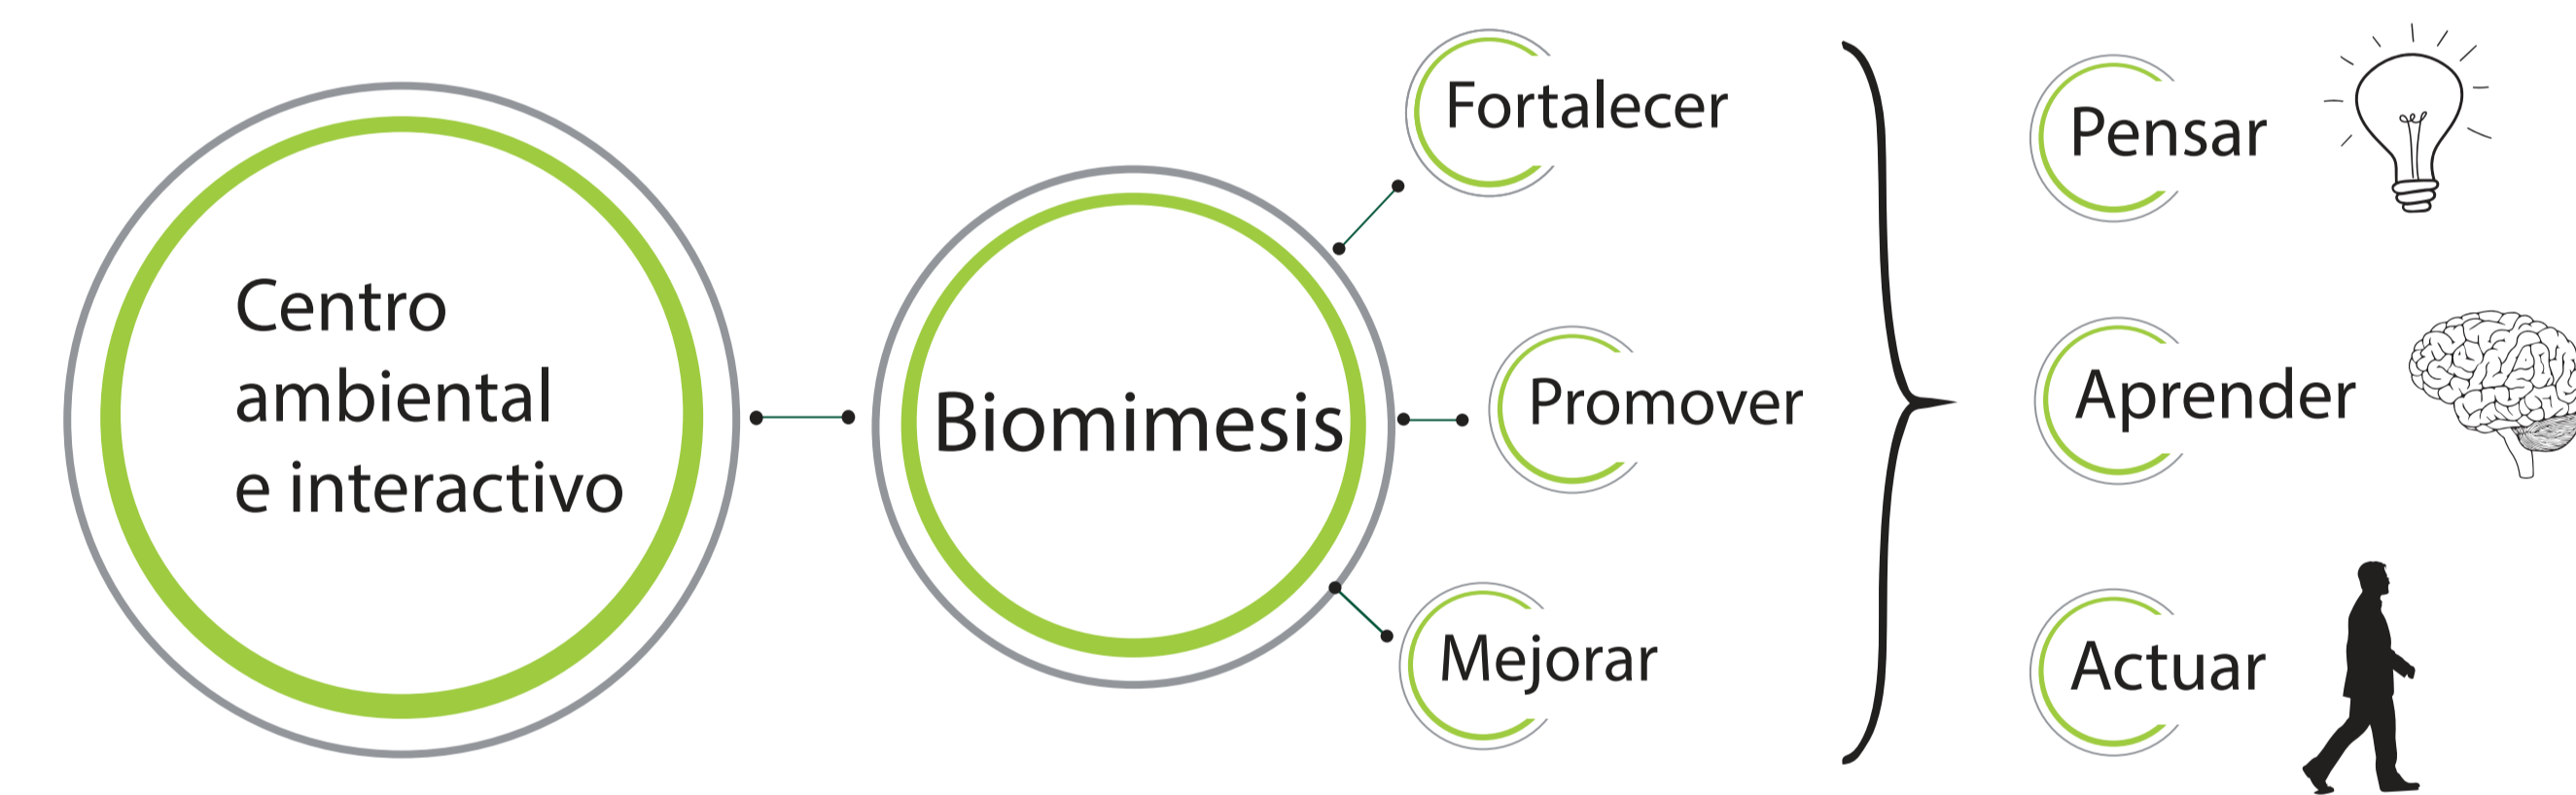 Centro
ambiental
e interactivo
Biomimesis
Fortalecer
Promover
Mejorar
Pensar
Aprender
Actuar